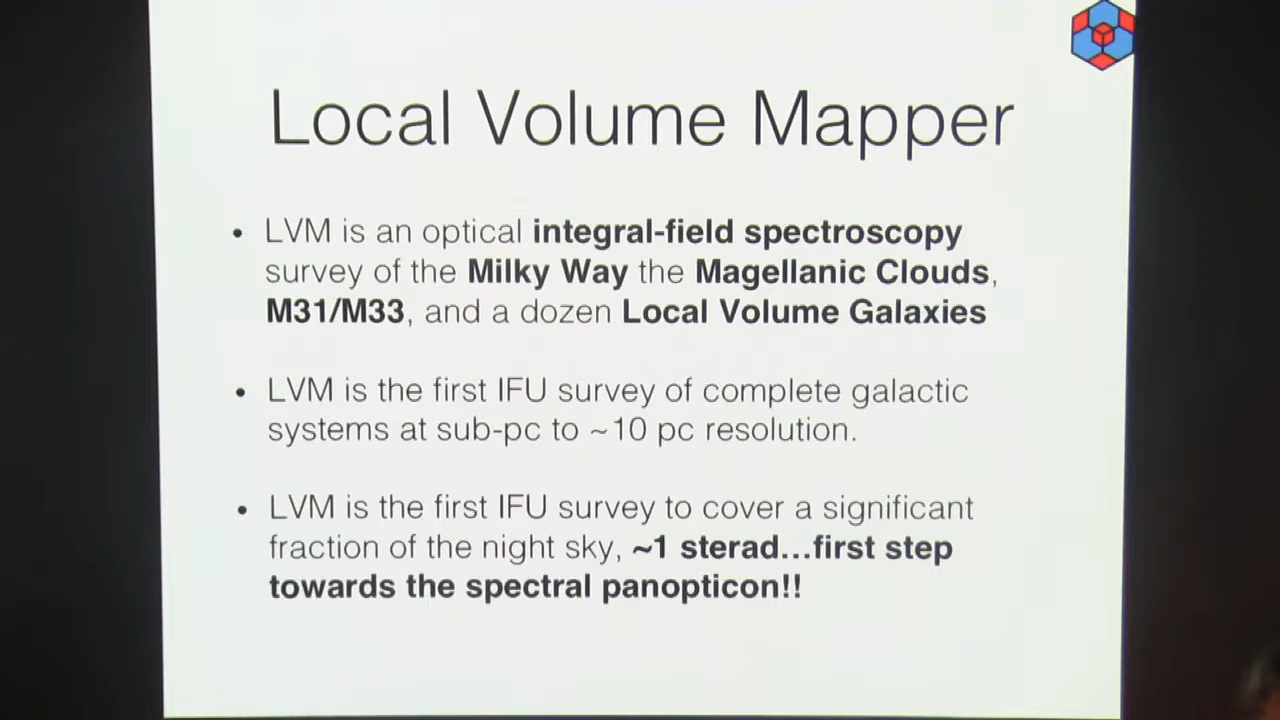 Local Volume Mapper
• LVM is an optical integral-field spectroscopy
survey of the Milky Way the Magellanic Clouds,
M31/M33, and a dozen Local Volume Galaxies
• LVM is the first IFU survey of complete galactic
systems at sub-pc to ~10 pc resolution.
• LVM is the first IFU survey to cover a significant
fraction of the night sky, ~1 sterad...first step
towards the spectral panopticon!!